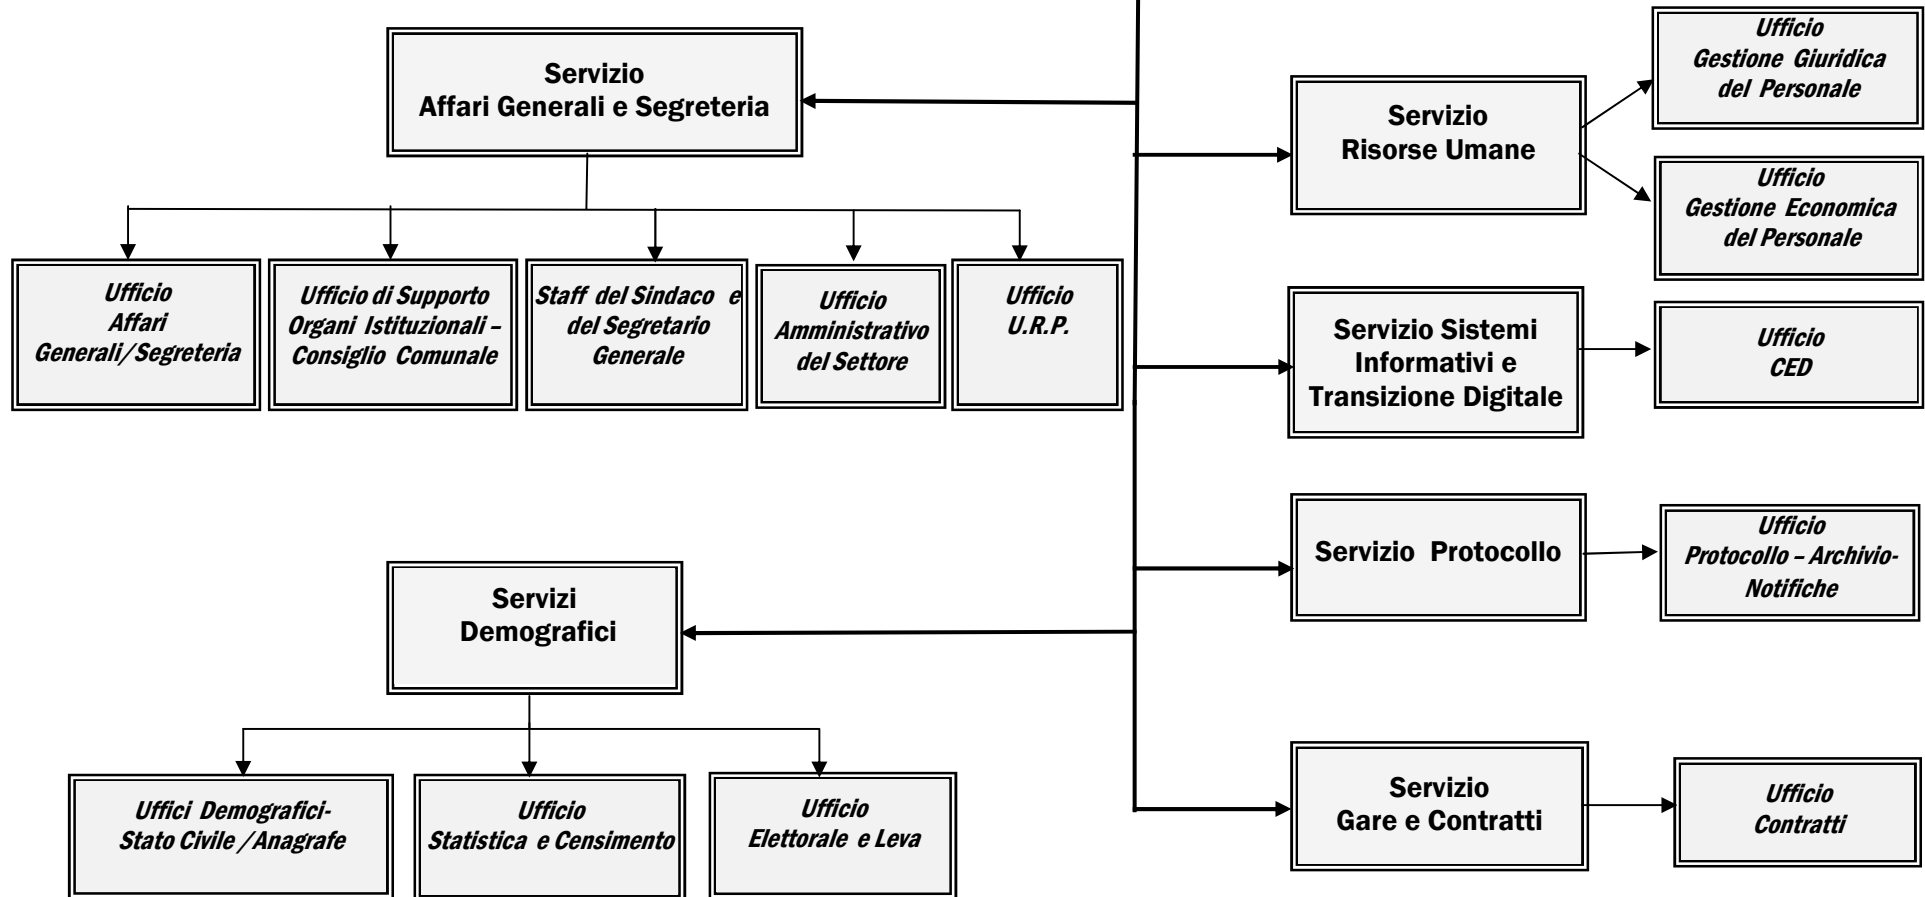 Servizio
Affari Generali e Segreteria
Ufficio
Affari
Generali/Segreteria
Ufficio di Supporto
Organi Istituzionali –
Consiglio Comunale
Staff del Sindaco e
del Segretario
Generale
Ufficio
Amministrativo
del Settore
Ufficio
U.R.P.
Servizi
Demografici
Uffici Demografici-
Stato Civile /Anagrafe
Ufficio
Statistica e Censimento
Ufficio
Elettorale e Leva
Servizio
Risorse Umane
Ufficio
Gestione Giuridica
del Personale
Ufficio
Gestione Economica
del Personale
Servizio Sistemi
Informativi e
Transizione Digitale
Ufficio
CED
Servizio Protocollo
Ufficio
Protocollo – Archivio-
Notifiche
Servizio
Gare e Contratti
Ufficio
Contratti